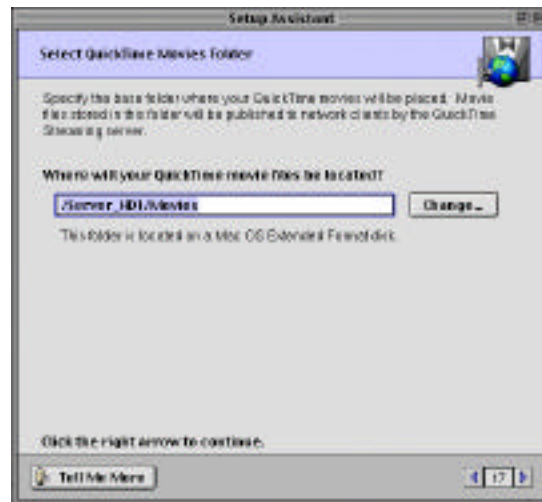 Setup Assistant
Select QuickTime Movies Folder
Specify the base folder where your QuickTime movies will be placed. Movie
files stored in this folder will be published to network clients by the QuickTime
Streaming server.
Where will your QuickTime movie files be located?
/Server_HD1/Movies
Change...
This folder is located on a Mac OS Extended Format disk.
Click the right arrow to continue.
Tell Me More
17